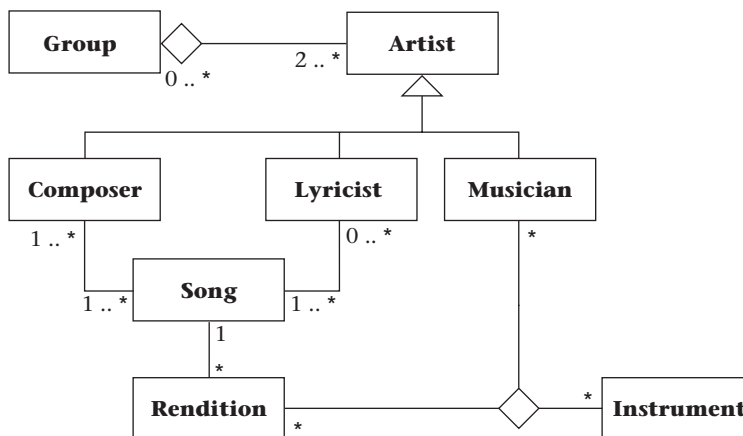 Group
Artist
0 .. *
2 .. *
Composer
Lyricist
Musician
1 .. *
0 .. *
*
1 .. *
Song
1 .. *
1
*
Rendition
*
*
Instrument